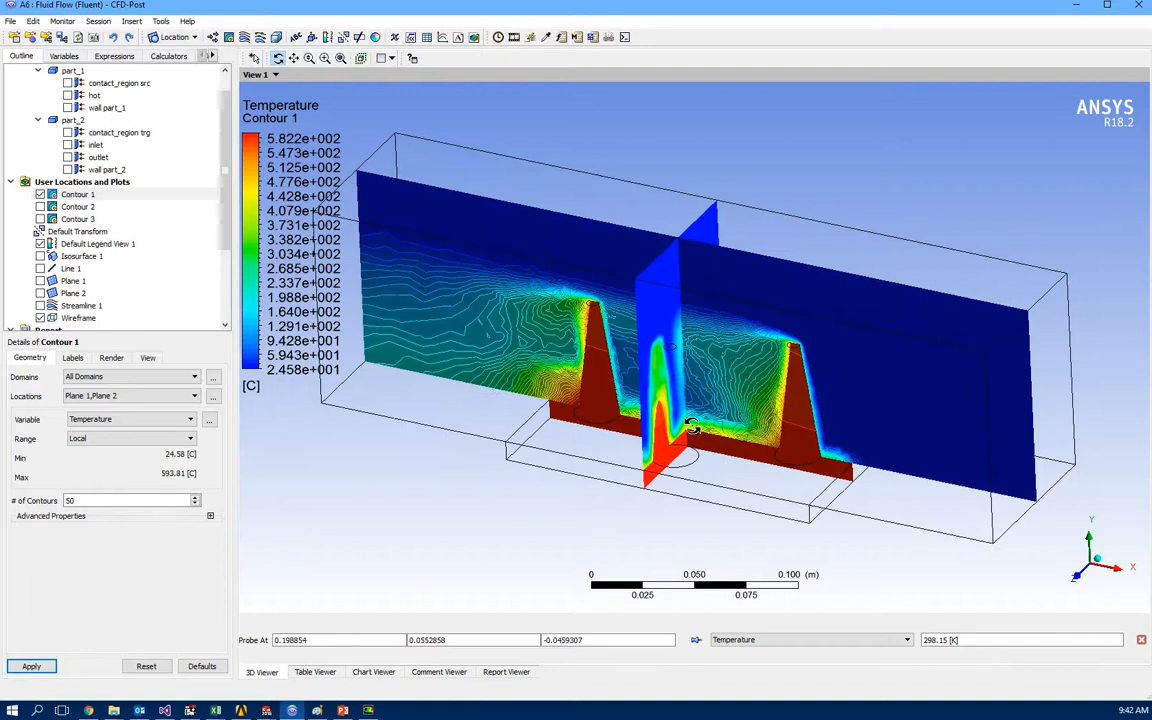 A6 : Fluid Flow (Fluent) - CFD-Post
File Edit Monitor Session Insert Tools Help
Location
Outline Variables Expressions Calculators
View 1
part_1
contact_region src
hot
wall part_1
part_2
contact_region trg
inlet
outlet
wall part_2
User Locations and Plots
Contour 1
Contour 2
Contour 3
Default Transform
Default Legend View 1
Isosurface 1
Line 1
Plane 1
Plane 2
Streamline 1
Wireframe
Report
Details of Contour 1
Geometry Labels Render View
Domains All Domains ...
Locations Plane 1,Plane 2 ...
Variable Temperature ...
Range Local
Min 24.58 [C]
Max 593.81 [C]
# of Contours 50
Advanced Properties
Apply Reset Defaults
Temperature
Contour 1
5.822e+002
5.473e+002
5.125e+002
4.776e+002
4.428e+002
4.079e+002
3.731e+002
3.382e+002
3.034e+002
2.685e+002
2.337e+002
1.988e+002
1.640e+002
1.291e+002
9.428e+001
5.943e+001
2.458e+001
[C]
ANSYS
R18.2
Y
X
Z
0 0.050 0.100 (m)
0.025 0.075
Probe At 0.198854 0.0552858 -0.0459307 Temperature 298.15 [K]
3D Viewer Table Viewer Chart Viewer Comment Viewer Report Viewer
9:42 AM